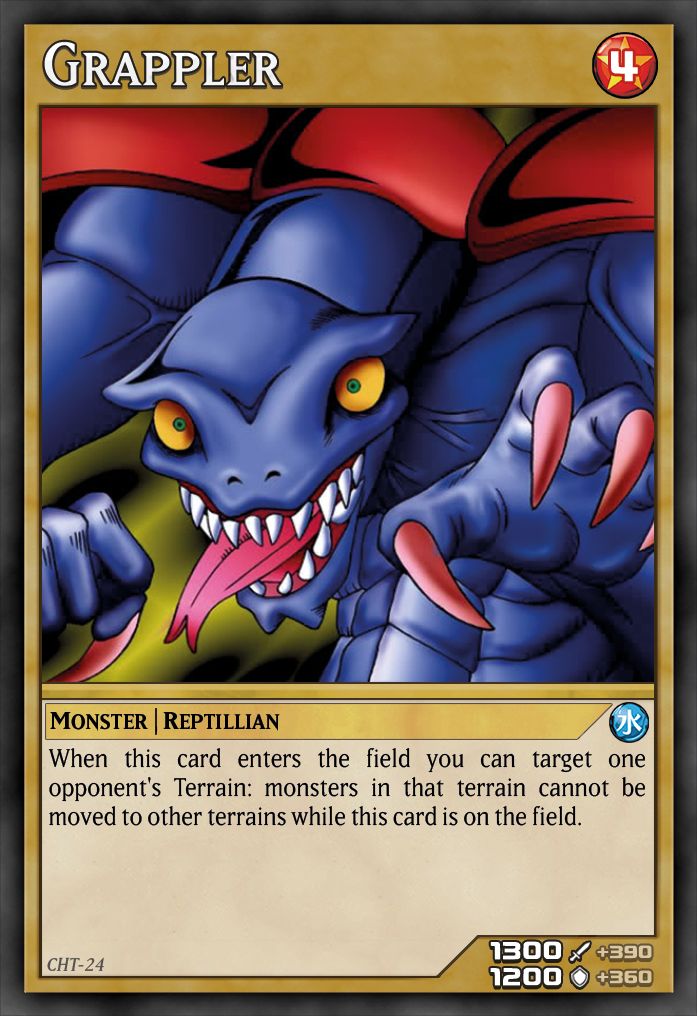 GRAPPLER
4
MONSTER | REPTILLIAN
水
When this card enters the field you can target one
opponent's Terrain: monsters in that terrain cannot be
moved to other terrains while this card is on the field.
1300 +390
CHT-24
1200 +360